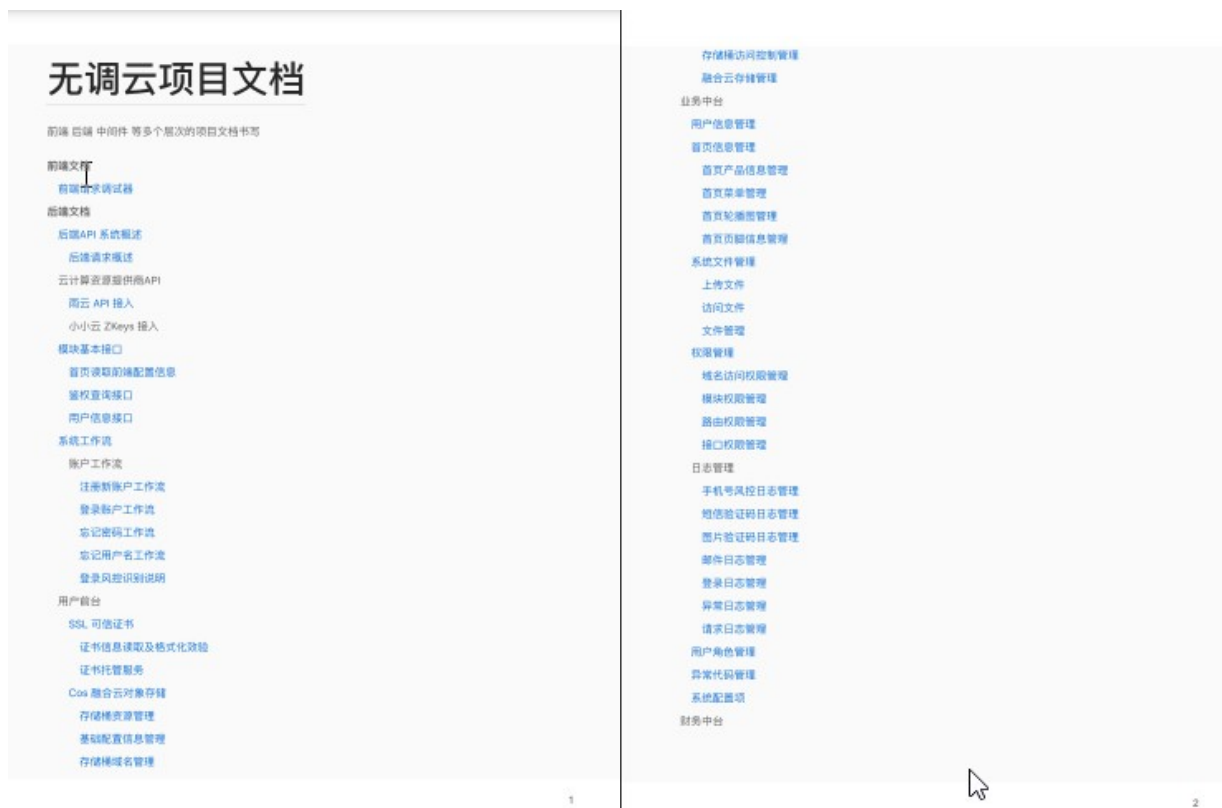 无调云项目文档
前端 后端 中间件 等多个层次的项目文档书写
前端文档
前端请求调试器
后端文档
后端API 系统概述
后端请求概述
云计算资源提供商API
雨云 API 接入
小小云 ZKeys 接入
模块基本接口
首页读取前端配置信息
鉴权查询接口
用户信息接口
系统工作流
账户工作流
注册新账户工作流
登录账户工作流
忘记密码工作流
忘记用户名工作流
登录风控识别说明
用户前台
SSL 可信证书
证书信息读取及格式化效验
证书托管服务
Cos 融合云对象存储
存储桶资源管理
基础配置信息管理
存储桶域名管理
1
存储桶访问控制管理
融合云存储管理
业务中台
用户信息管理
首页信息管理
首页产品信息管理
首页菜单管理
首页轮播图管理
首页页脚信息管理
系统文件管理
上传文件
访问文件
文件管理
权限管理
域名访问权限管理
模块权限管理
路由权限管理
接口权限管理
日志管理
手机号风控日志管理
短信验证码日志管理
图片验证码日志管理
邮件日志管理
登录日志管理
异常日志管理
请求日志管理
用户角色管理
异常代码管理
系统配置项
财务中台
2